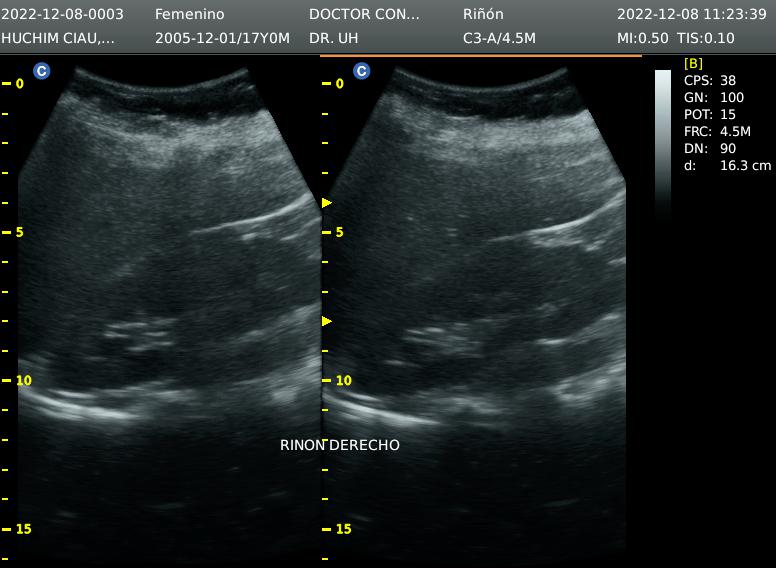 2022-12-08-0003 Femenino DOCTOR CON... Riñón 2022-12-08 11:23:39
HUCHIM CIAU,... 2005-12-01/17Y0M DR. UH C3-A/4.5M MI:0.50 TIS:0.10
[B]
CPS: 38
GN: 100
POT: 15
FRC: 4.5M
DN: 90
d: 16.3 cm
C C
0 0
5 5
10 10
RINON DERECHO
15 15